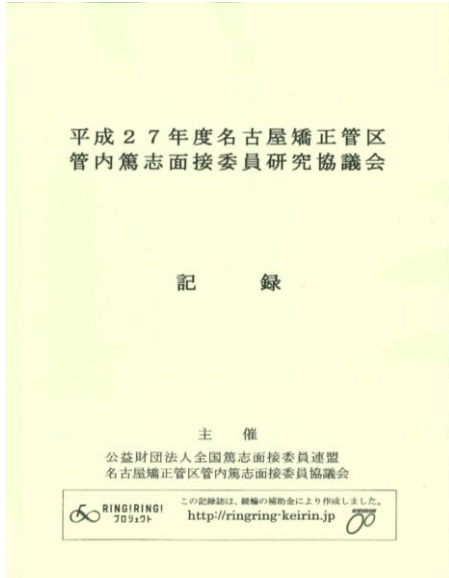 平成２７年度名古屋矯正管区
管内篤志面接委員研究協議会
記　録
主　催
公益財団法人全国篤志面接委員連盟
名古屋矯正管区管内篤志面接委員協議会
RING!RING!
プロジェクト
この記録誌は、競輪の補助金により作成しました。
http://ringring-keirin.jp